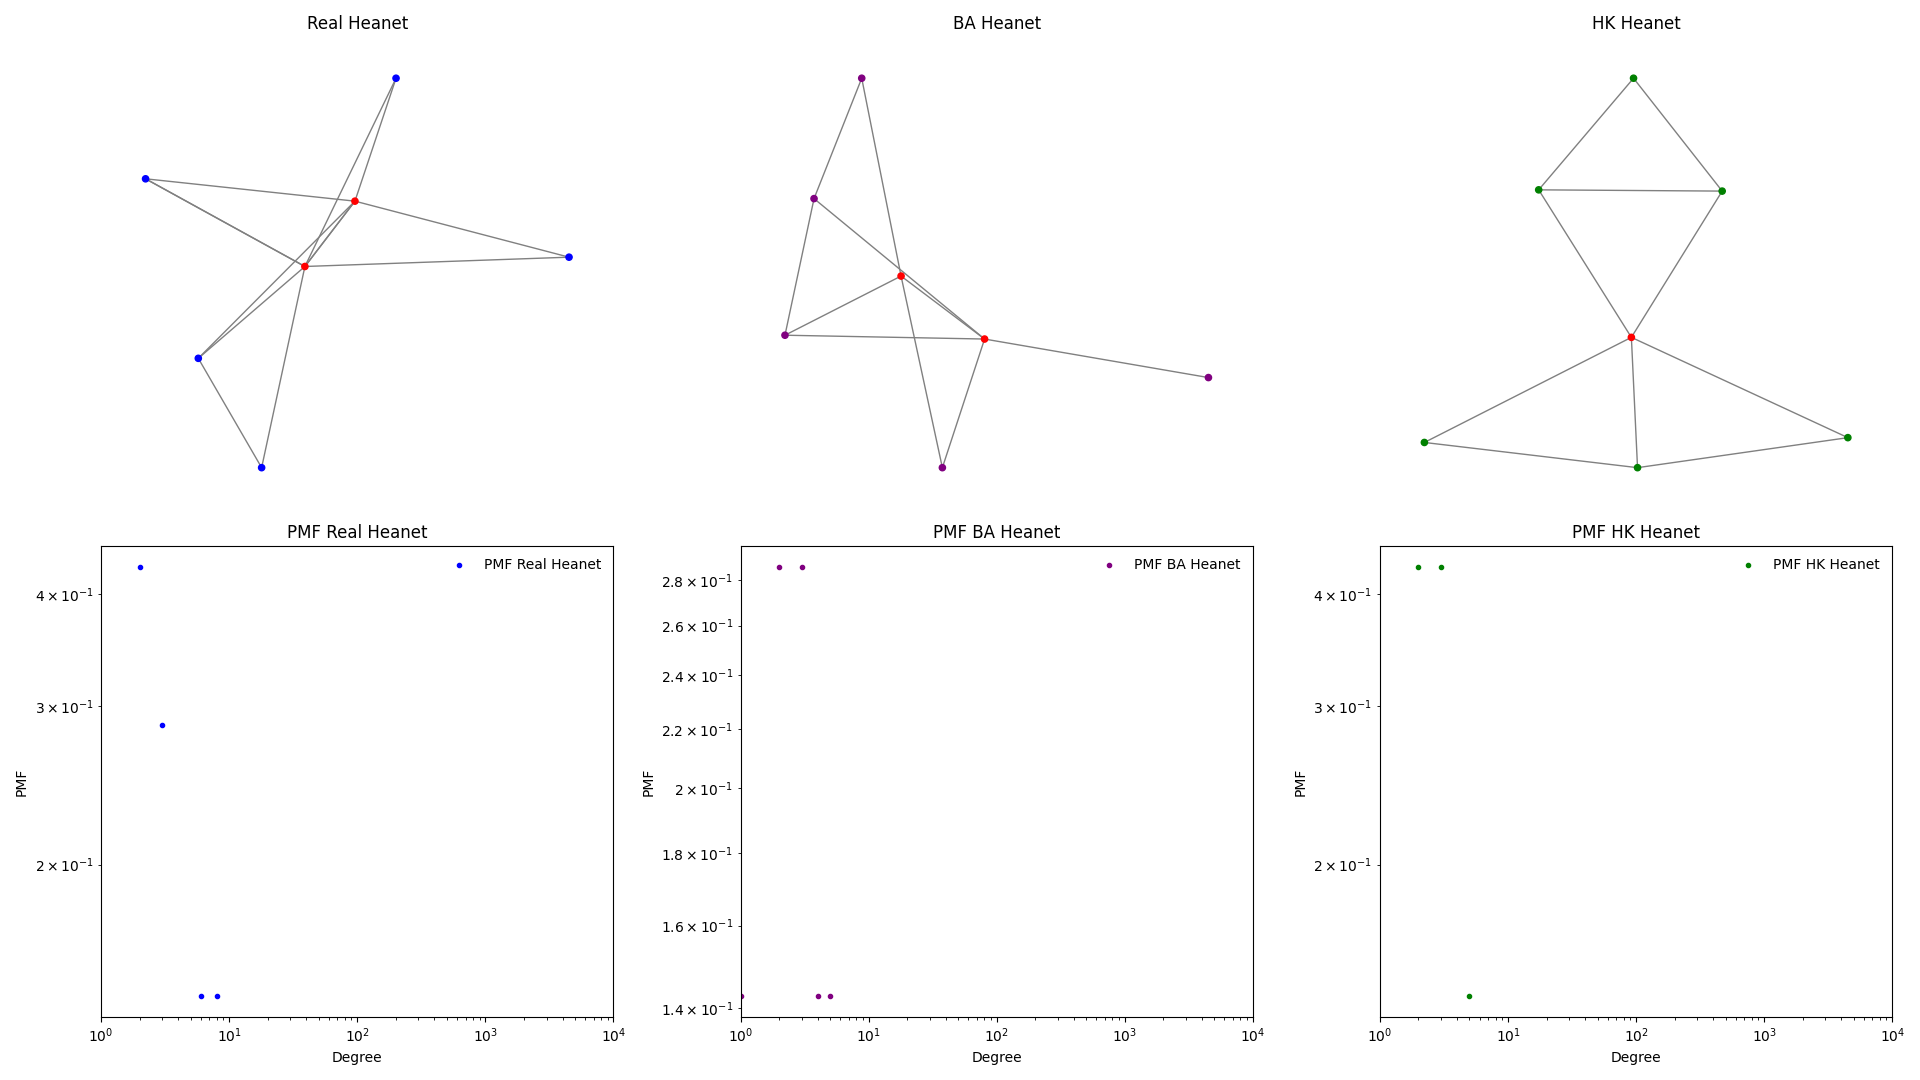 Real Heanet
BA Heanet
HK Heanet
PMF Real Heanet
PMF Real Heanet
4 × 10⁻¹
3 × 10⁻¹
2 × 10⁻¹
PMF
10⁰ 10¹ 10² 10³ 10⁴
Degree
PMF BA Heanet
PMF BA Heanet
2.8 × 10⁻¹
2.6 × 10⁻¹
2.4 × 10⁻¹
2.2 × 10⁻¹
2 × 10⁻¹
1.8 × 10⁻¹
1.6 × 10⁻¹
1.4 × 10⁻¹
PMF
10⁰ 10¹ 10² 10³ 10⁴
Degree
PMF HK Heanet
PMF HK Heanet
4 × 10⁻¹
3 × 10⁻¹
2 × 10⁻¹
PMF
10⁰ 10¹ 10² 10³ 10⁴
Degree